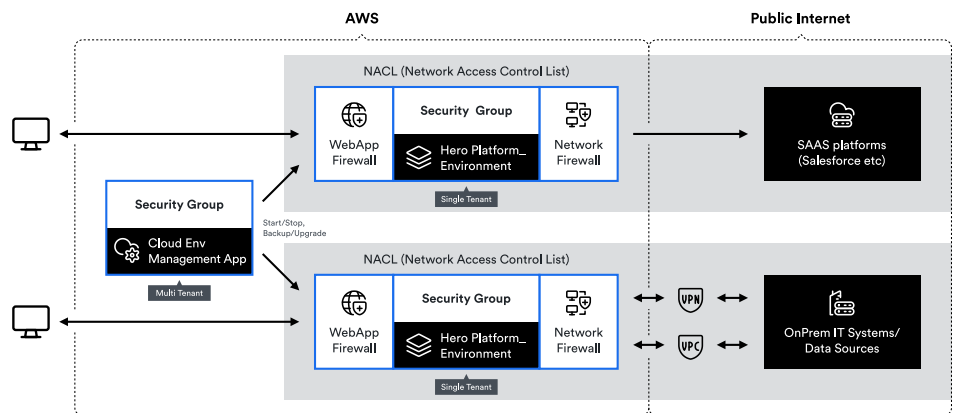 AWS
Public Internet
NACL (Network Access Control List)
WebApp
Firewall
Security Group
Hero Platform_
Environment
Network
Firewall
Single Tenant
SAAS platforms
(Salesforce etc)
Security Group
Cloud Env
Management App
Multi Tenant
Start/Stop,
Backup/Upgrade
NACL (Network Access Control List)
WebApp
Firewall
Security Group
Hero Platform_
Environment
Network
Firewall
Single Tenant
VPN
VPC
OnPrem IT Systems/
Data Sources